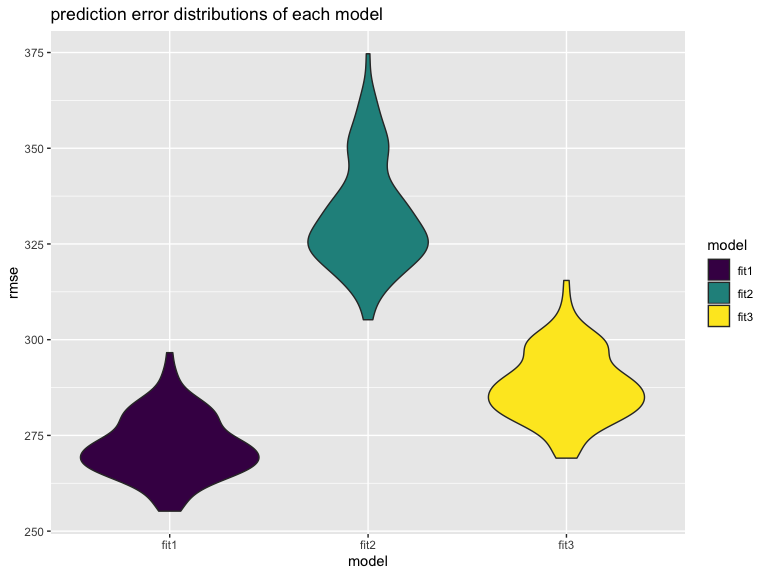 prediction error distributions of each model
375
350
325
300
275
250
rmse
fit1
fit2
fit3
model
model
fit1
fit2
fit3